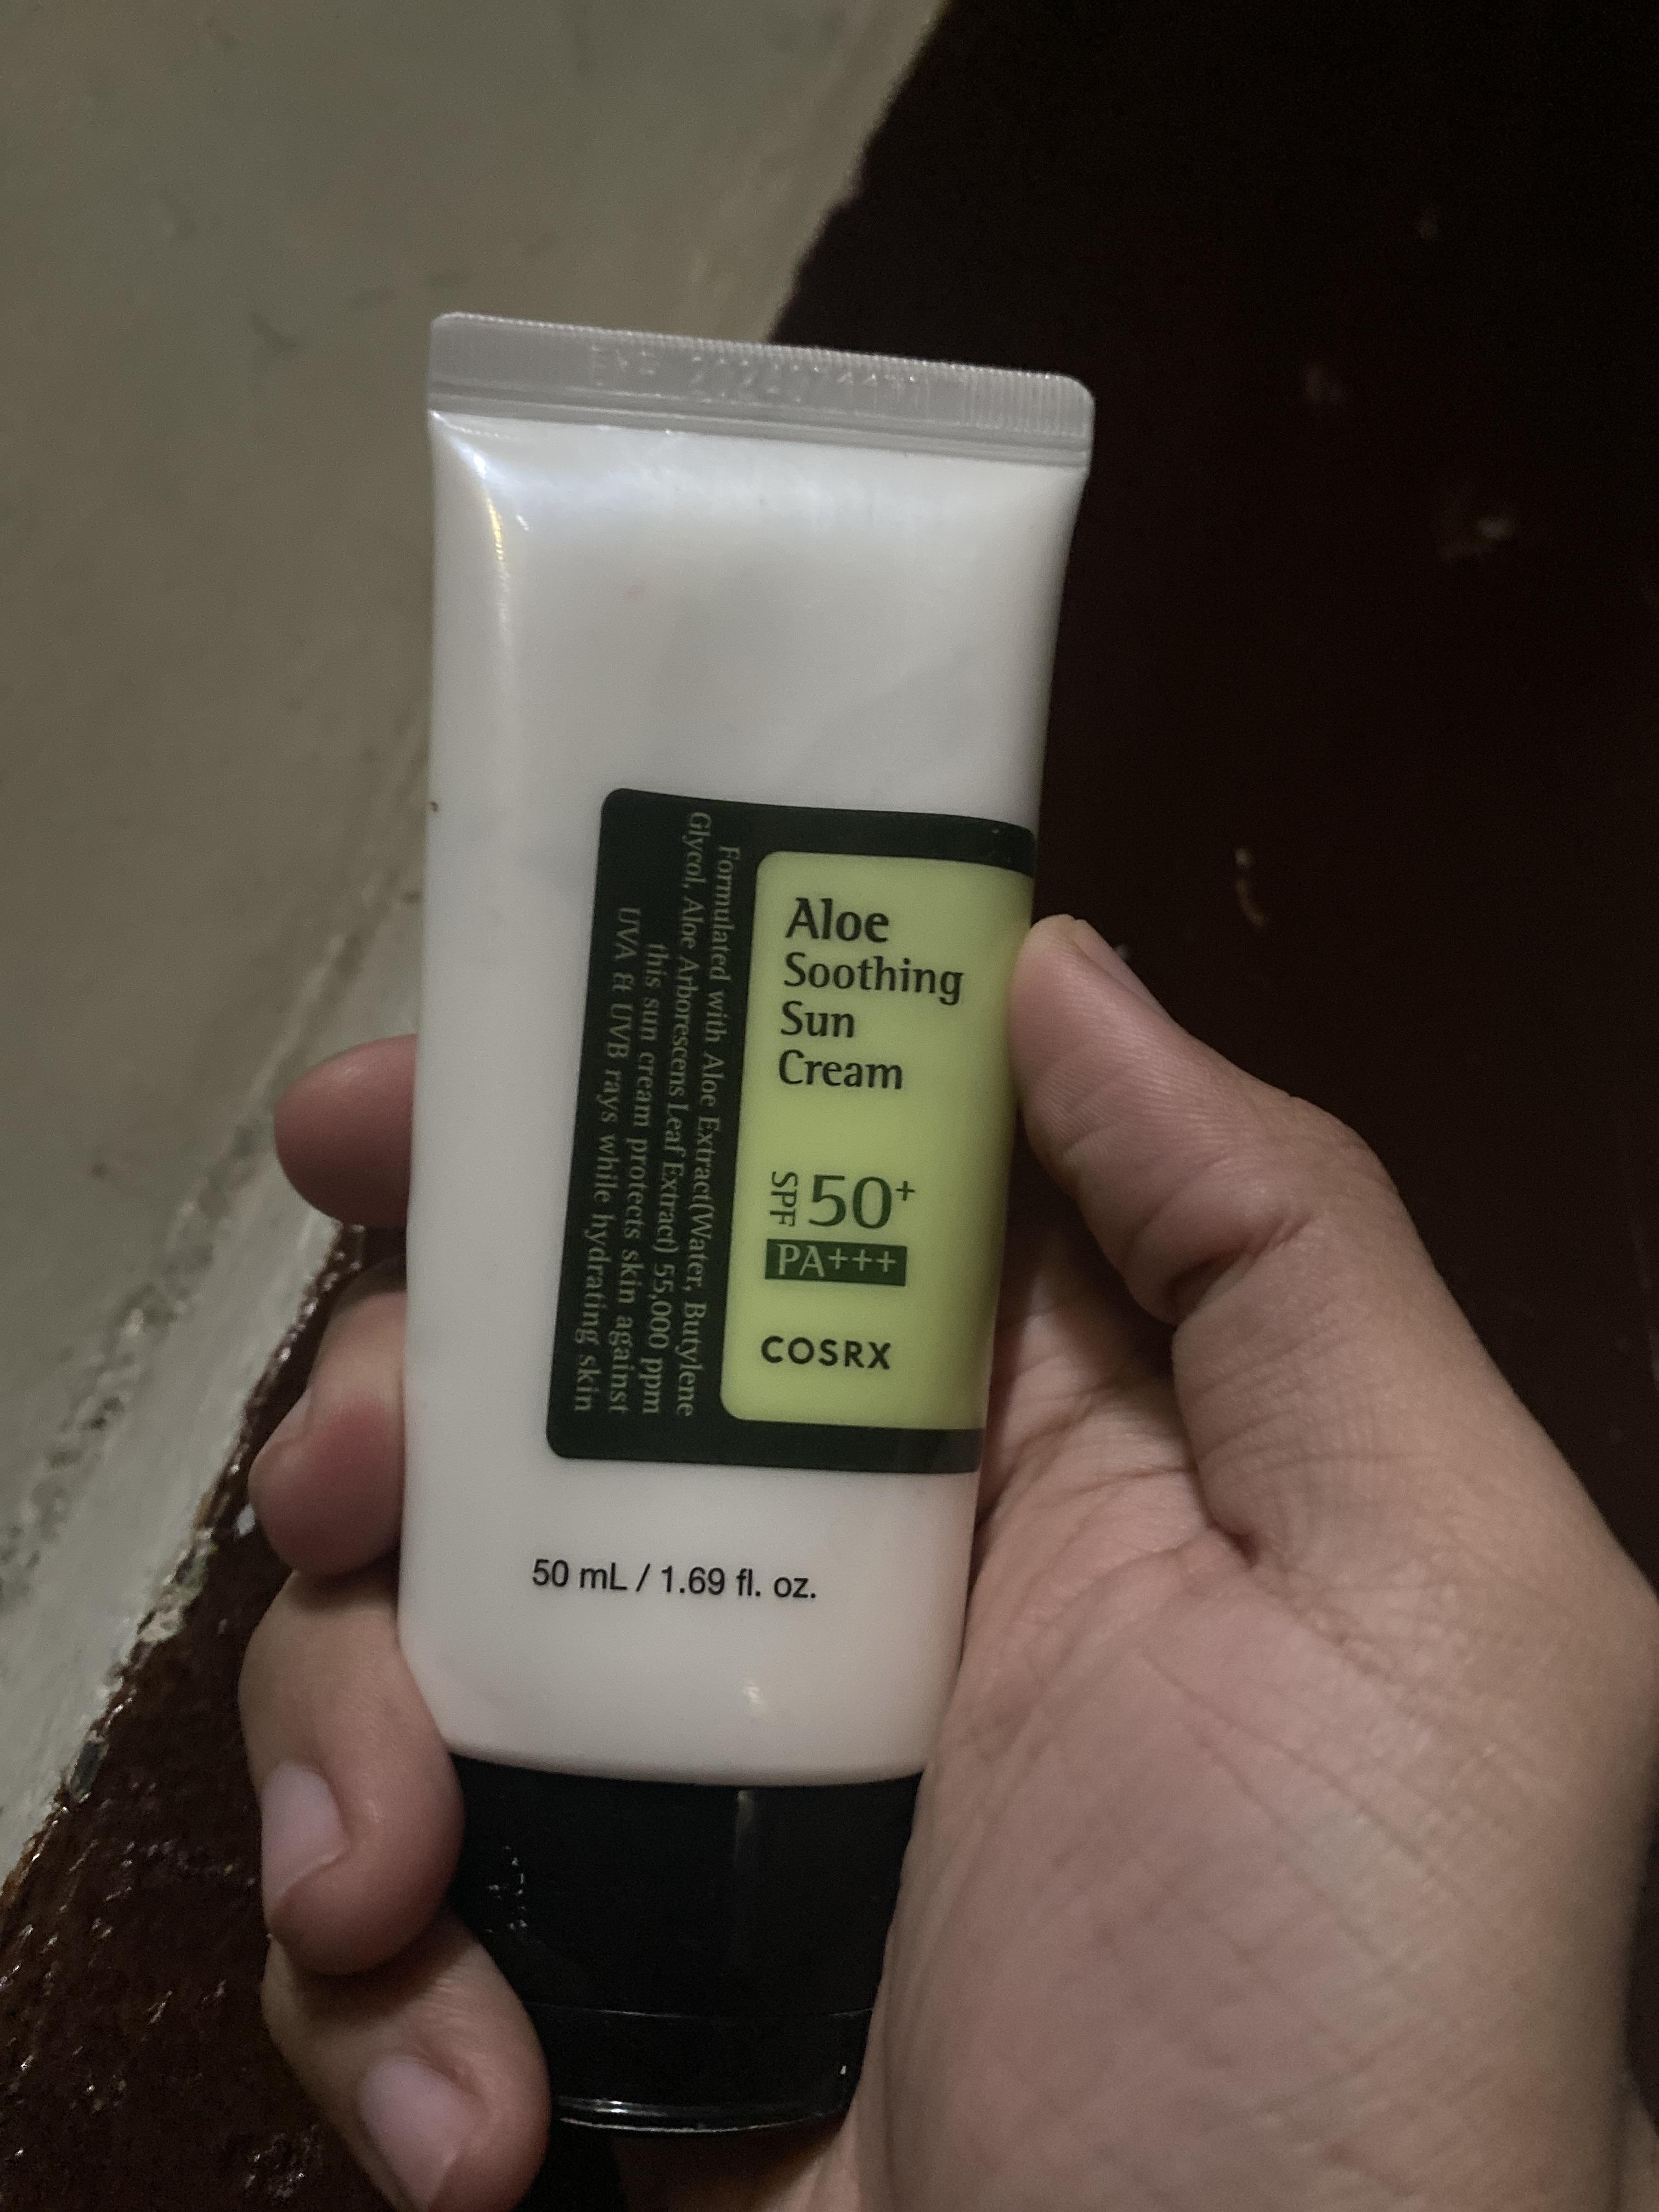 Aloe
Soothing
Sun
Cream
SPF 50+
PA+++
COSRX
Formulated with Aloe Extract(Water, Butylene
Glycol, Aloe Arborescens Leaf Extract) 55,000 ppm
this sun cream protects skin against
UVA & UVB rays while hydrating skin
50 mL / 1.69 fl. oz.